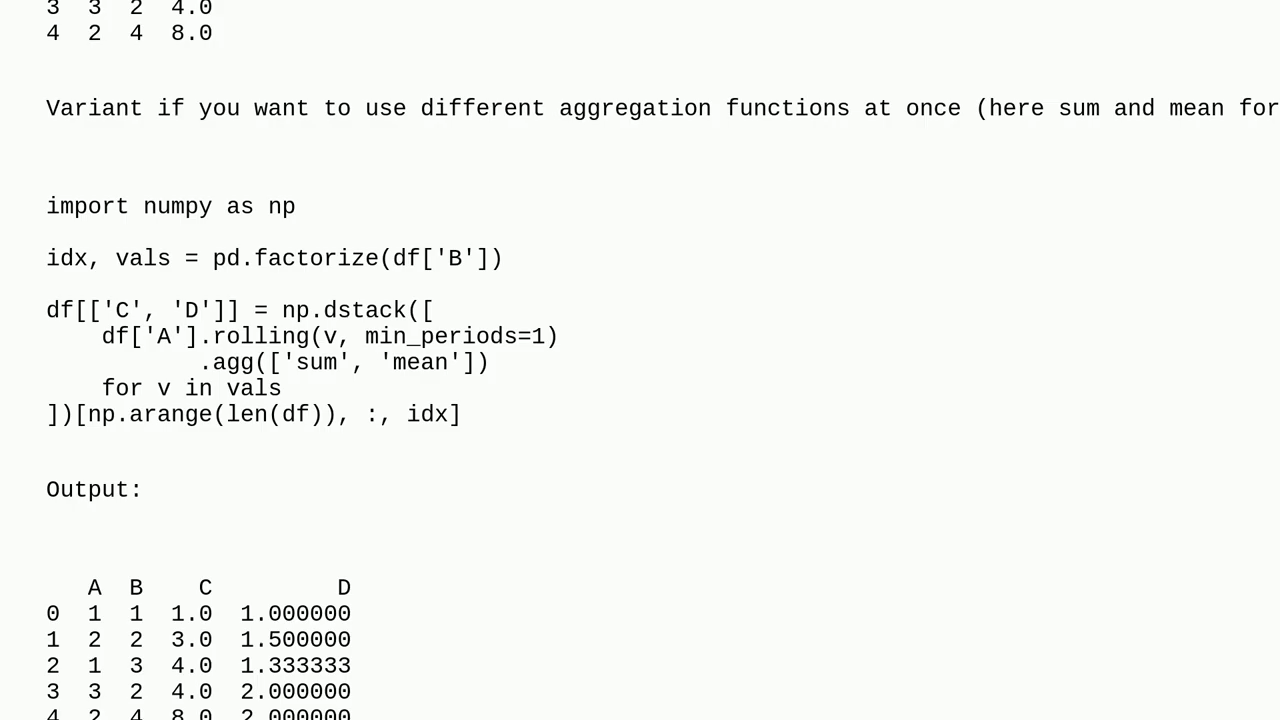 3  3  2  4.0
4  2  4  8.0
Variant if you want to use different aggregation functions at once (here sum and mean for
import numpy as np
idx, vals = pd.factorize(df['B'])
df[['C', 'D']] = np.dstack([
    df['A'].rolling(v, min_periods=1)
           .agg(['sum', 'mean'])
    for v in vals
])[np.arange(len(df)), :, idx]
Output:
   A  B    C         D
0  1  1  1.0  1.000000
1  2  2  3.0  1.500000
2  1  3  4.0  1.333333
3  3  2  4.0  2.000000
4  2  4  8.0  2.000000